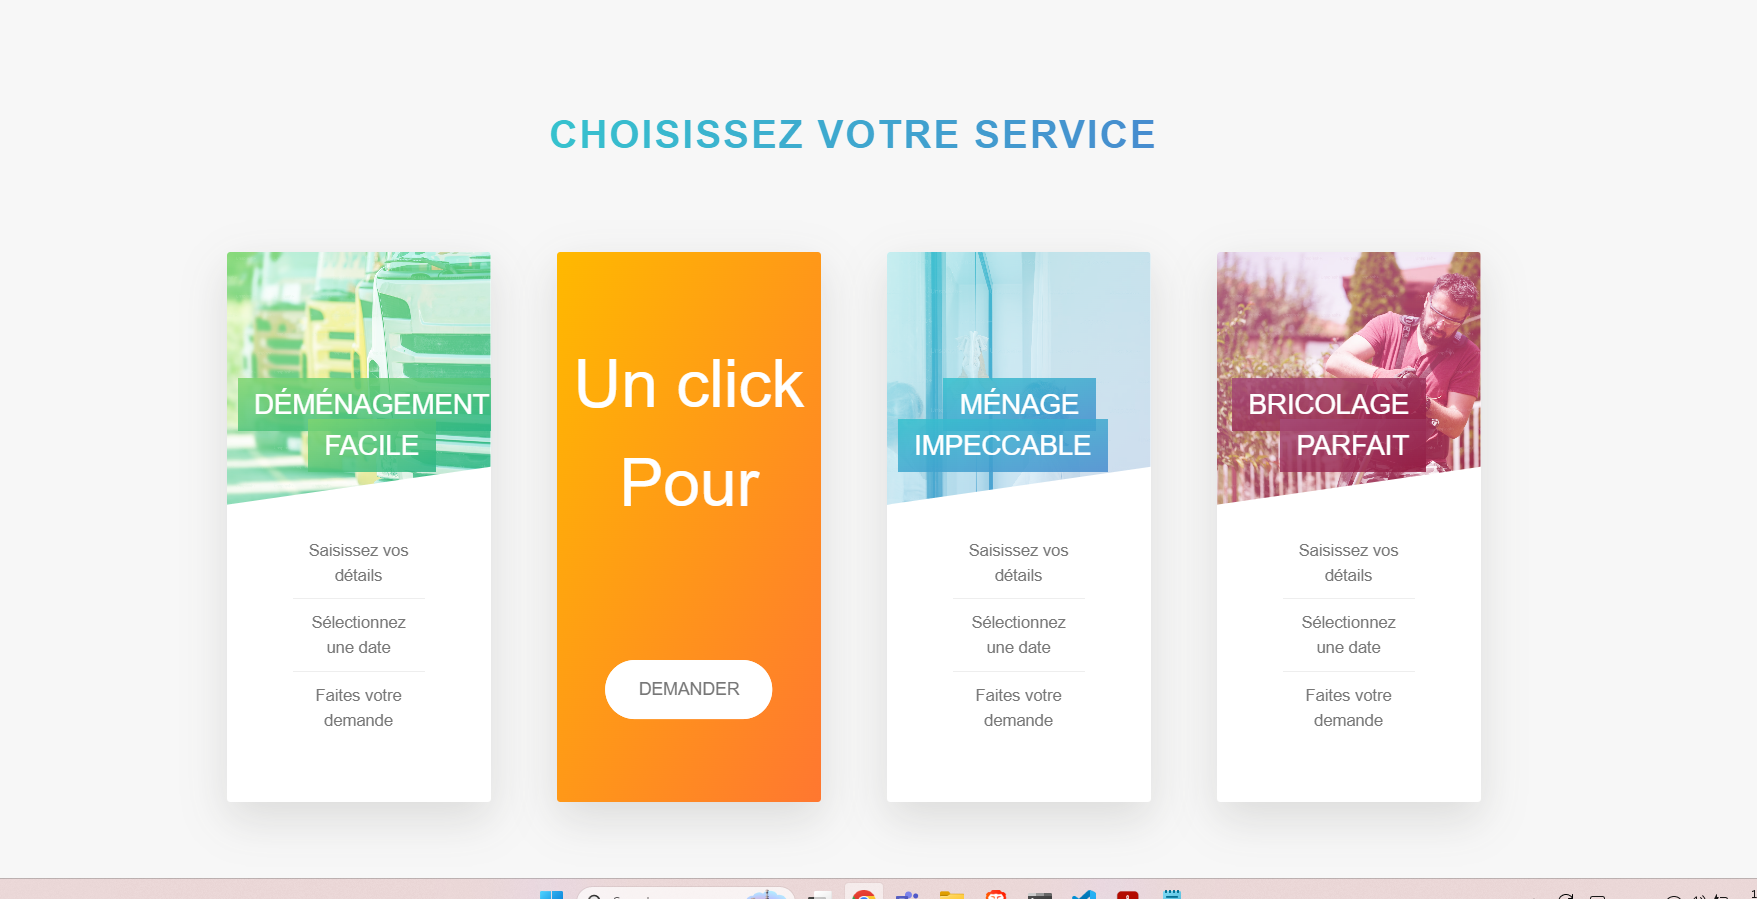 CHOISISSEZ VOTRE SERVICE
DÉMÉNAGEMENT
FACILE
Saisissez vos
détails
Sélectionnez
une date
Faites votre
demande
Un click
Pour
DEMANDER
MÉNAGE
IMPECCABLE
Saisissez vos
détails
Sélectionnez
une date
Faites votre
demande
BRICOLAGE
PARFAIT
Saisissez vos
détails
Sélectionnez
une date
Faites votre
demande